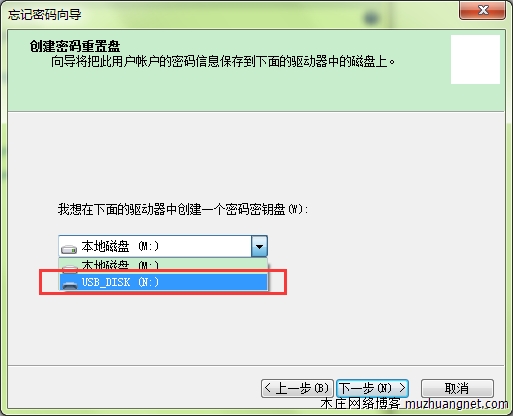 忘记密码向导
创建密码重置盘
向导将把此用户帐户的密码信息保存到下面的驱动器中的磁盘上。
我想在下面的驱动器中创建一个密码密钥盘(W):
本地磁盘 (M:)
本地磁盘 (M:)
USB_DISK (N:)
< 上一步(B) 下一步(N) > 取消
木庄网络博客 muzhuangnet.com